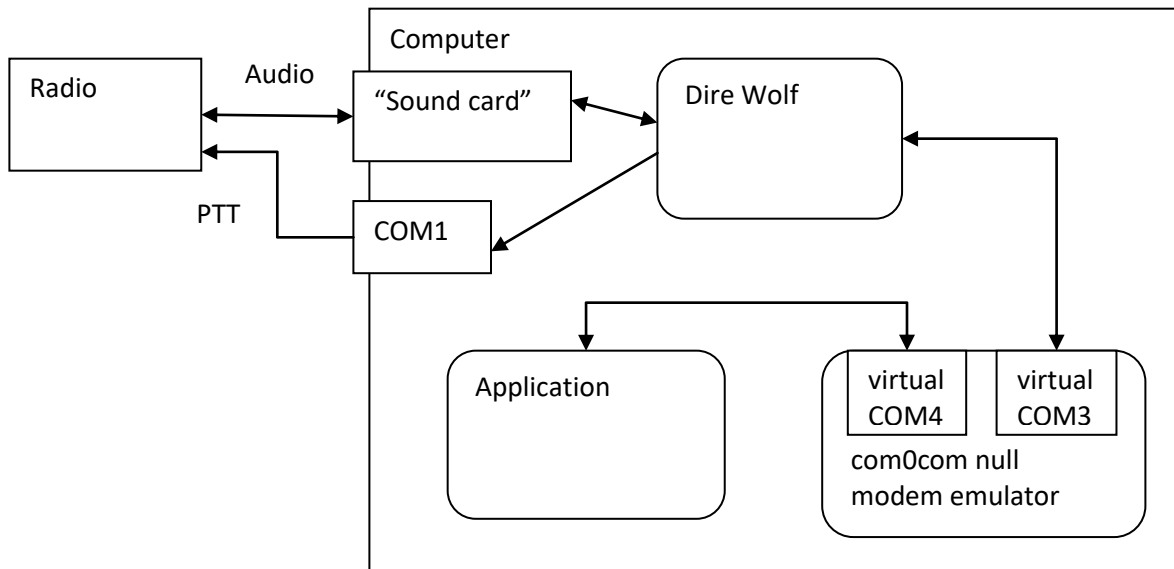 Computer
Radio
Audio
“Sound card”
Dire Wolf
PTT
COM1
Application
virtual
COM4
virtual
COM3
com0com null
modem emulator